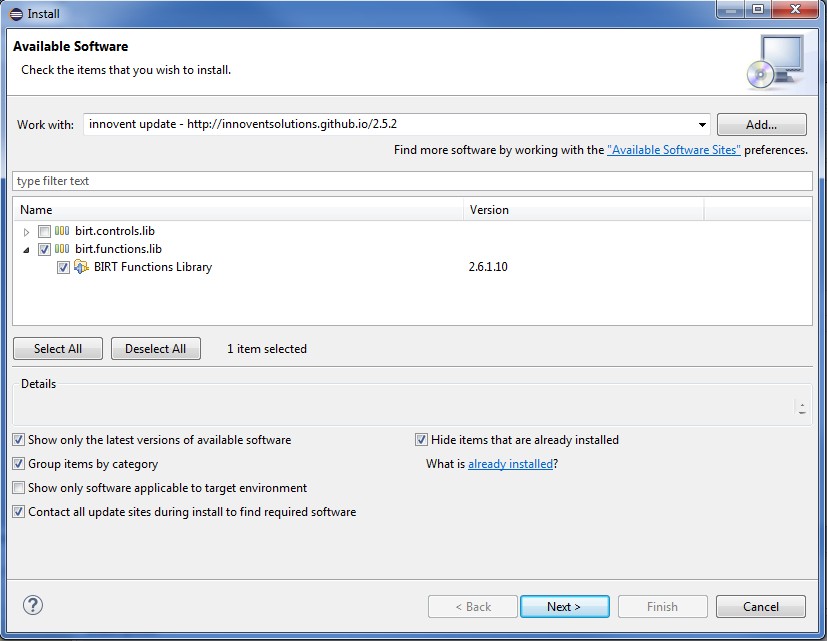 Install
Available Software
Check the items that you wish to install.
Work with: innovent update - http://innoventsolutions.github.io/2.5.2 Add...
Find more software by working with the "Available Software Sites" preferences.
type filter text
Name Version
birt.controls.lib
birt.functions.lib
BIRT Functions Library 2.6.1.10
Select All Deselect All 1 item selected
Details
Show only the latest versions of available software Hide items that are already installed
Group items by category What is already installed?
Show only software applicable to target environment
Contact all update sites during install to find required software
? < Back Next > Finish Cancel